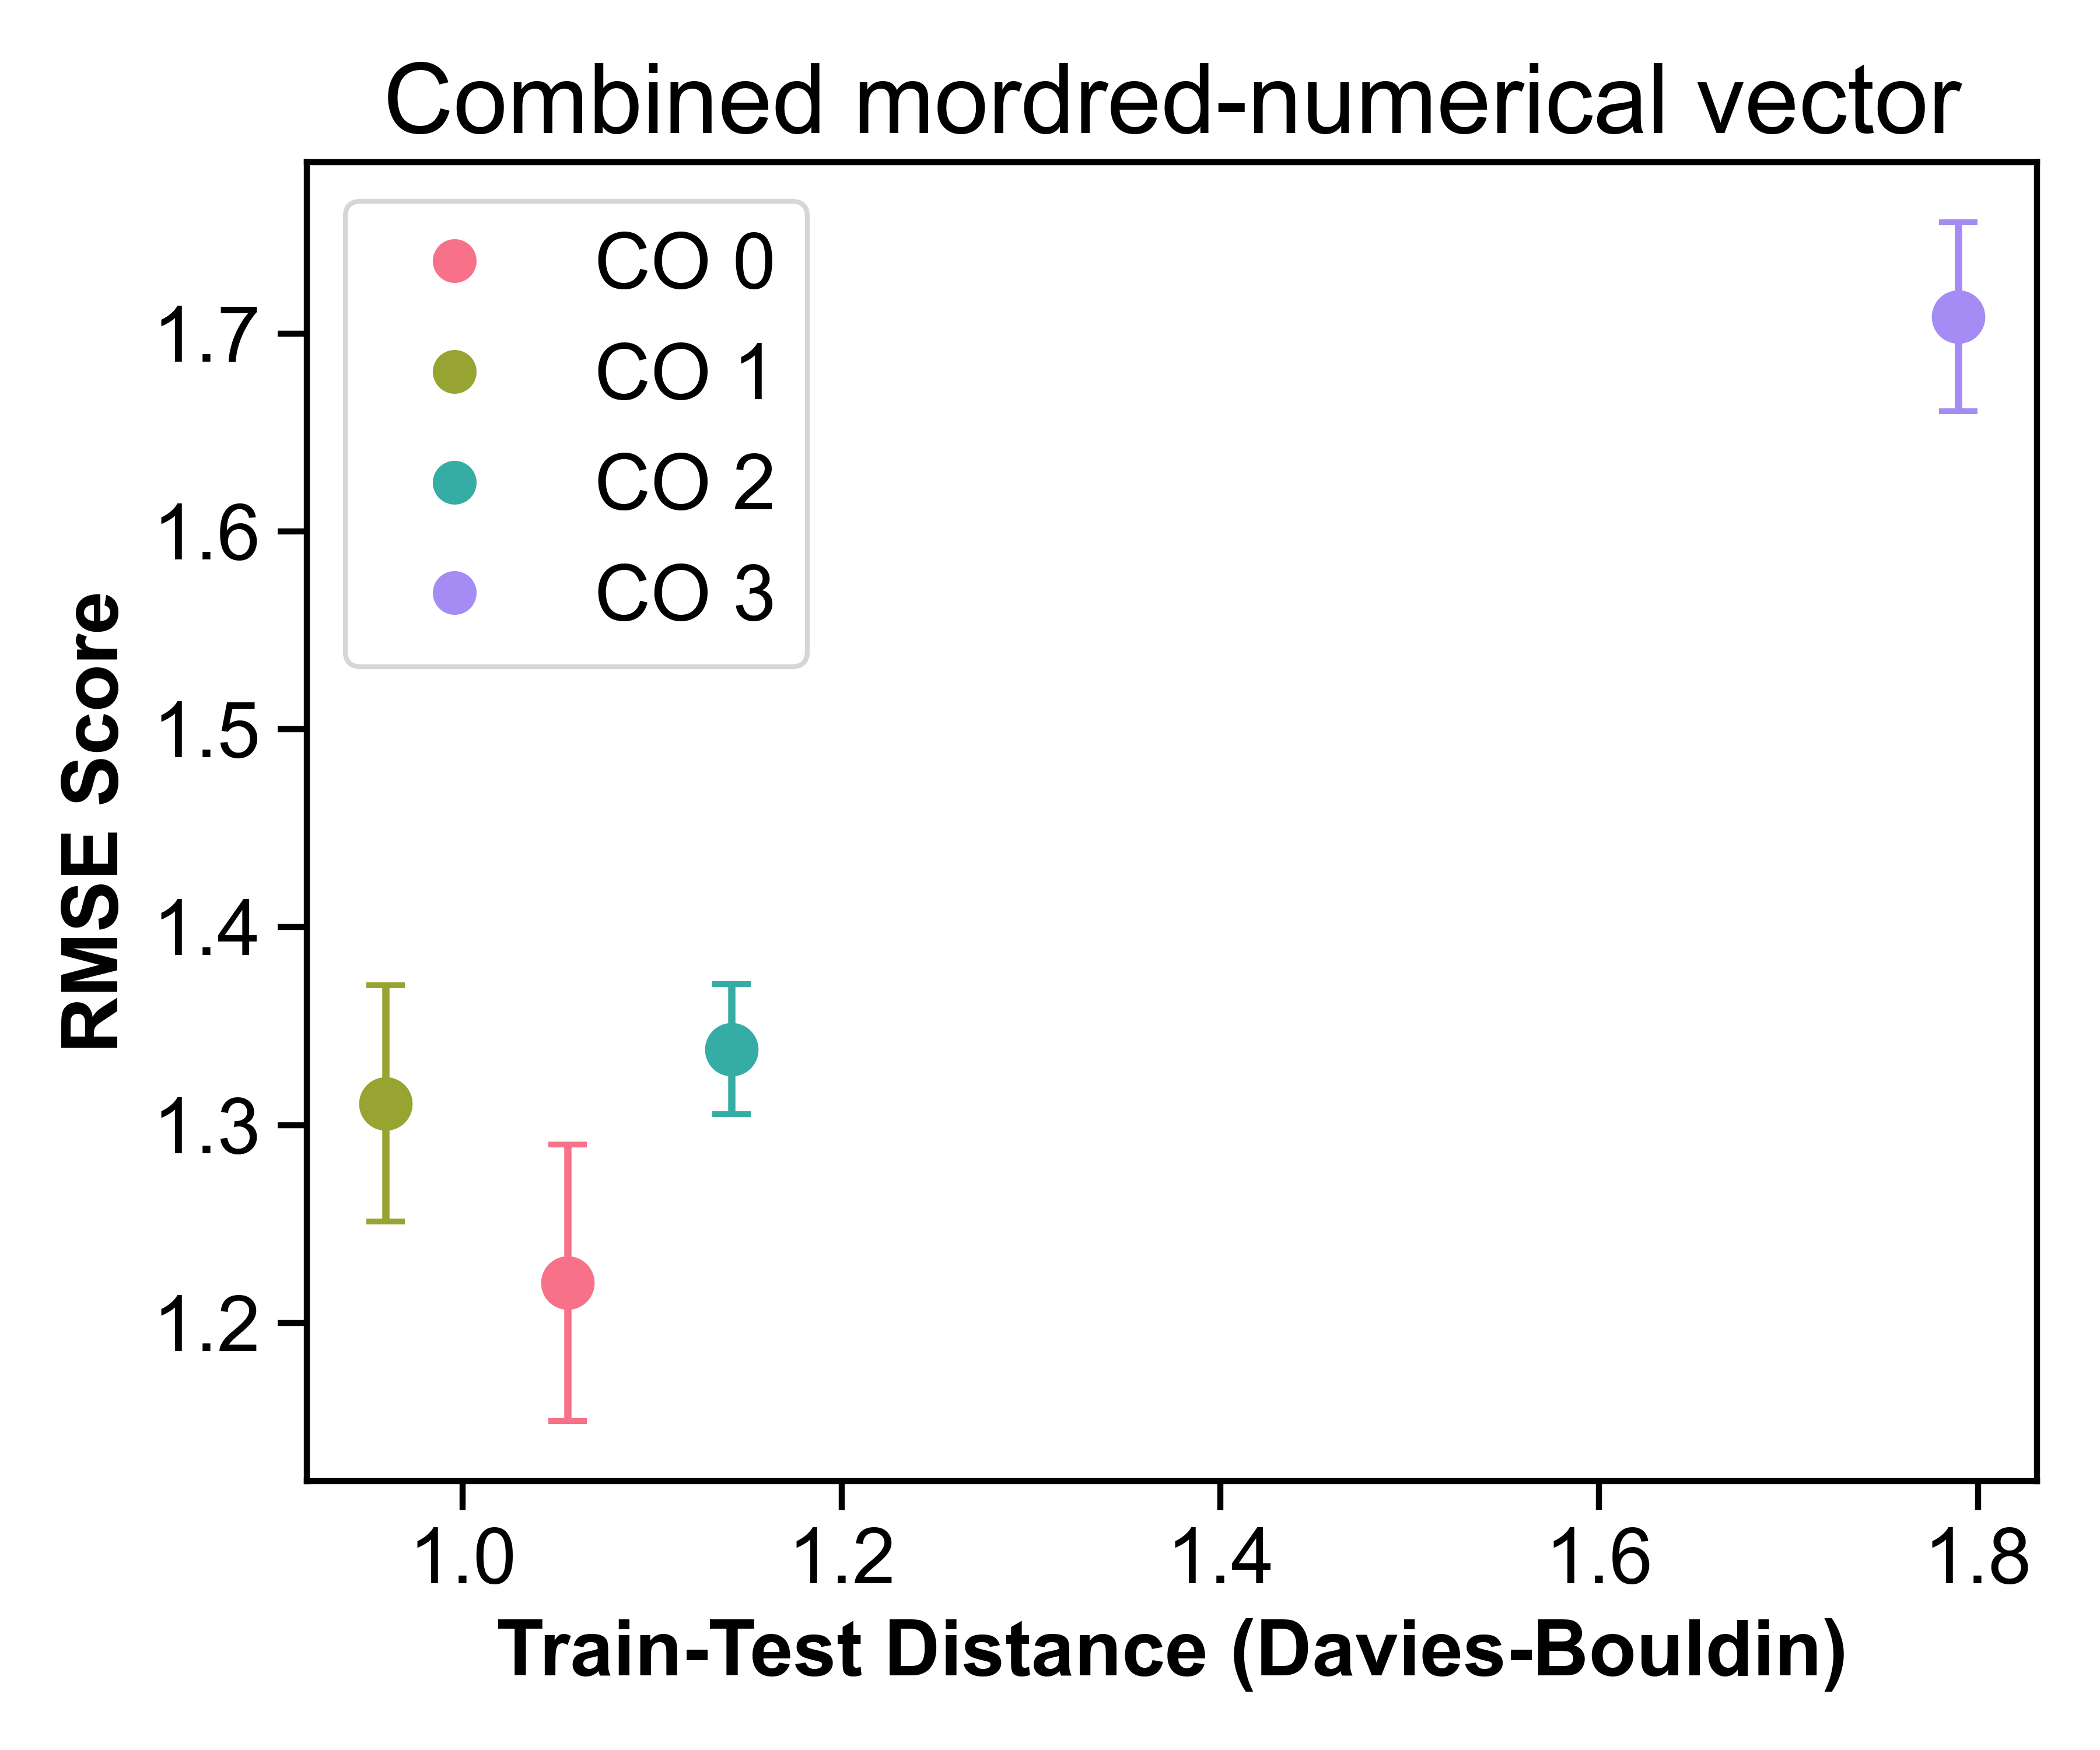 Combined mordred-numerical vector
CO 0
CO 1
CO 2
CO 3
1.7
1.6
1.5
1.4
1.3
1.2
RMSE Score
1.0 1.2 1.4 1.6 1.8
Train-Test Distance (Davies-Bouldin)